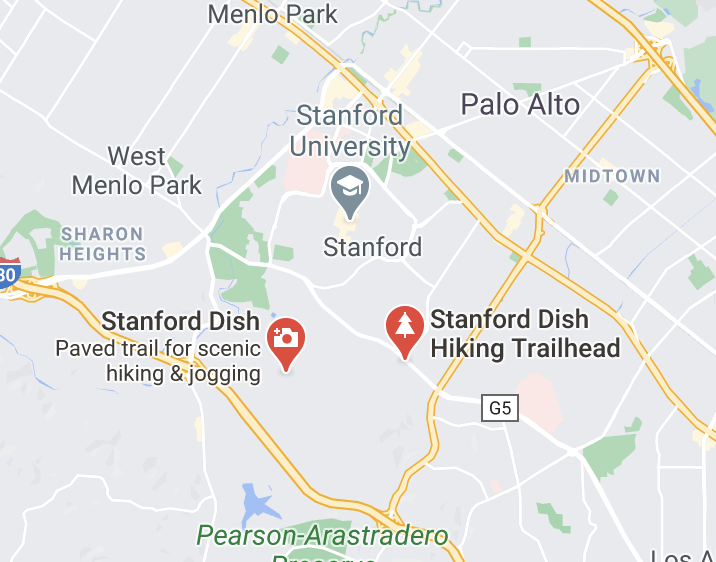 Menlo Park
Palo Alto
Stanford
University
West
Menlo Park
MIDTOWN
SHARON
HEIGHTS
Stanford
80
Stanford Dish
Paved trail for scenic
hiking & jogging
Stanford Dish
Hiking Trailhead
G5
Pearson-Arastradero
Preserve
Los A